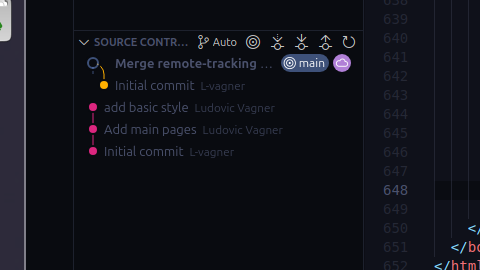 SOURCE CONTR... Auto
Merge remote-tracking ... main
Initial commit L-vagner
add basic style Ludovic Vagner
Add main pages Ludovic Vagner
Initial commit L-vagner
638
639
640
641
642
643
644
645
646
647
648
649
650 </
651 </bo
652 </html